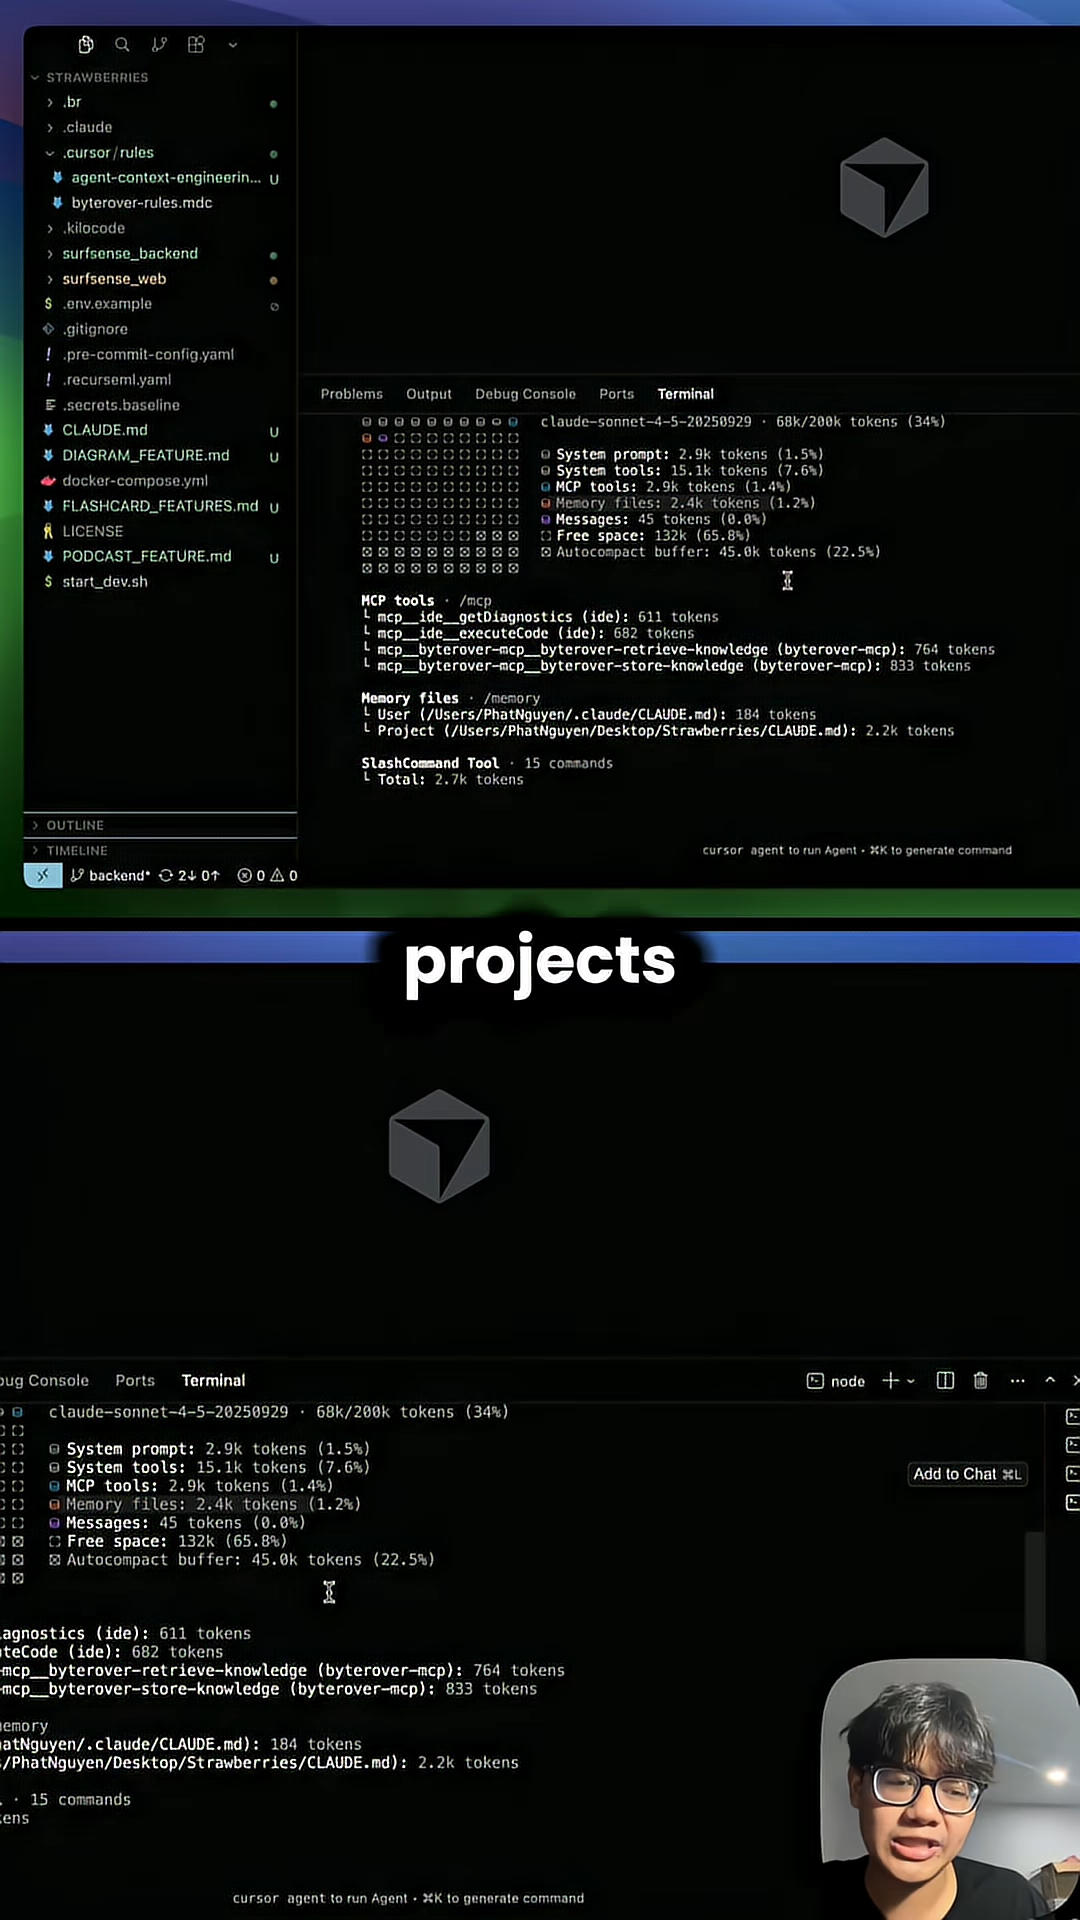 STRAWBERRIES
.br
.claude
.cursor/rules
agent-context-engineerin... U
byterover-rules.mdc
.kilocode
surfsense_backend
surfsense_web
$ .env.example
.gitignore
! .pre-commit-config.yaml
! .recurseml.yaml
.secrets.baseline
CLAUDE.md U
DIAGRAM_FEATURE.md U
docker-compose.yml
FLASHCARD_FEATURES.md U
LICENSE
PODCAST_FEATURE.md U
$ start_dev.sh
OUTLINE
TIMELINE
backend* 2↓ 0↑ 0 0
Problems Output Debug Console Ports Terminal
claude-sonnet-4-5-20250929 · 68k/200k tokens (34%)
System prompt: 2.9k tokens (1.5%)
System tools: 15.1k tokens (7.6%)
MCP tools: 2.9k tokens (1.4%)
Memory files: 2.4k tokens (1.2%)
Messages: 45 tokens (0.0%)
Free space: 132k (65.8%)
Autocompact buffer: 45.0k tokens (22.5%)
MCP tools · /mcp
└ mcp__ide__getDiagnostics (ide): 611 tokens
└ mcp__ide__executeCode (ide): 682 tokens
└ mcp__byterover-mcp__byterover-retrieve-knowledge (byterover-mcp): 764 tokens
└ mcp__byterover-mcp__byterover-store-knowledge (byterover-mcp): 833 tokens
Memory files · /memory
└ User (/Users/PhatNguyen/.claude/CLAUDE.md): 184 tokens
└ Project (/Users/PhatNguyen/Desktop/Strawberries/CLAUDE.md): 2.2k tokens
SlashCommand Tool · 15 commands
└ Total: 2.7k tokens
cursor agent to run Agent • ⌘K to generate command
projects
bug Console Ports Terminal
node
claude-sonnet-4-5-20250929 · 68k/200k tokens (34%)
System prompt: 2.9k tokens (1.5%)
System tools: 15.1k tokens (7.6%)
Add to Chat ⌘L
MCP tools: 2.9k tokens (1.4%)
Memory files: 2.4k tokens (1.2%)
Messages: 45 tokens (0.0%)
Free space: 132k (65.8%)
Autocompact buffer: 45.0k tokens (22.5%)
iagnostics (ide): 611 tokens
uteCode (ide): 682 tokens
-mcp__byterover-retrieve-knowledge (byterover-mcp): 764 tokens
-mcp__byterover-store-knowledge (byterover-mcp): 833 tokens
memory
hatNguyen/.claude/CLAUDE.md): 184 tokens
s/PhatNguyen/Desktop/Strawberries/CLAUDE.md): 2.2k tokens
· 15 commands
kens
cursor agent to run Agent • ⌘K to generate command